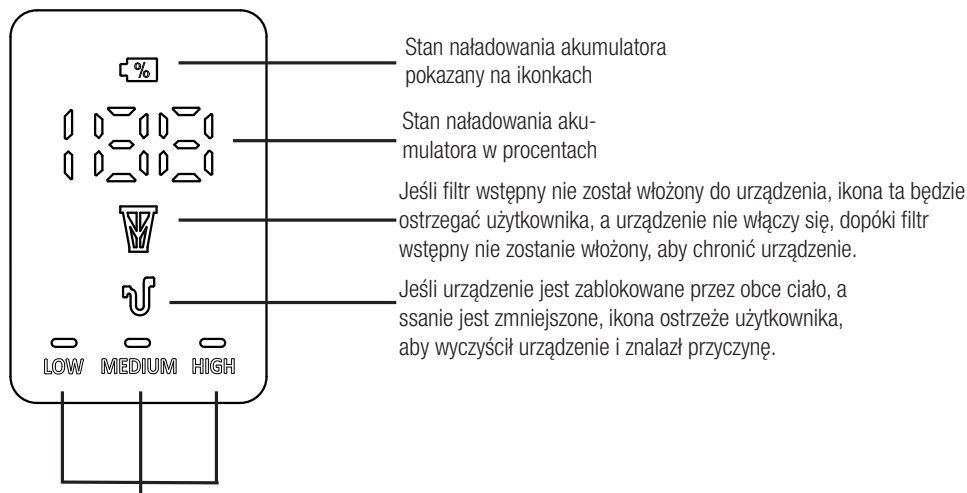 %
Stan naładowania akumulatora
pokazany na ikonkach
188
Stan naładowania aku-
mulatora w procentach
Jeśli filtr wstępny nie został włożony do urządzenia, ikona ta będzie
ostrzegać użytkownika, a urządzenie nie włączy się, dopóki filtr
wstępny nie zostanie włożony, aby chronić urządzenie.
Jeśli urządzenie jest zablokowane przez obce ciało, a
ssanie jest zmniejszone, ikona ostrzeże użytkownika,
aby wyczyścił urządzenie i znalazł przyczynę.
LOW MEDIUM HIGH